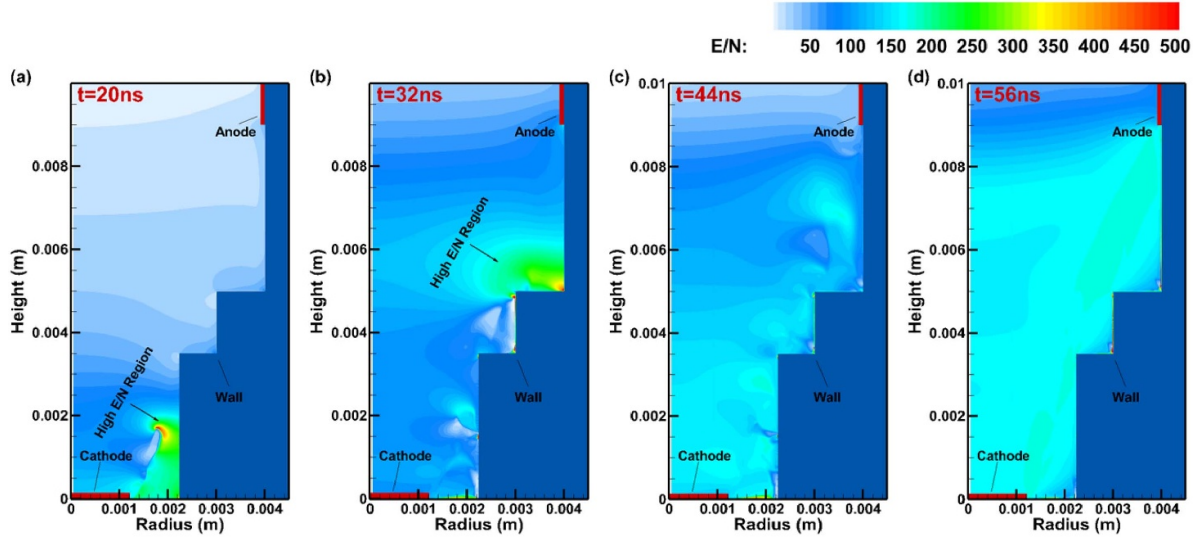 E/N: 50 100 150 200 250 300 350 400 450 500
(a) t=20ns
Anode
High E/N Region
Wall
Cathode
Height (m)
0.008
0.006
0.004
0.002
0
0 0.001 0.002 0.003 0.004
Radius (m)
(b) 0.01
t=32ns
Anode
High E/N Region
Wall
Cathode
Height (m)
0.008
0.006
0.004
0.002
0
0 0.001 0.002 0.003 0.004
Radius (m)
(c) 0.01
t=44ns
Anode
Wall
Cathode
Height (m)
0.008
0.006
0.004
0.002
0
0 0.001 0.002 0.003 0.004
Radius (m)
(d) 0.01
t=56ns
Anode
Wall
Cathode
Height (m)
0.008
0.006
0.004
0.002
0
0 0.001 0.002 0.003 0.004
Radius (m)